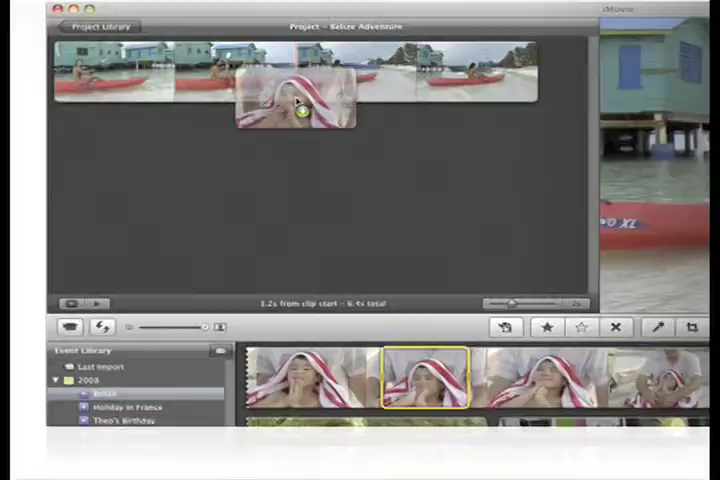 iMovie
Project Library
Project - Belize Adventure
1.2s from clip start - 6.4s total
2s
Event Library
Last Import
2008
Belize
Holiday in France
Theo's Birthday